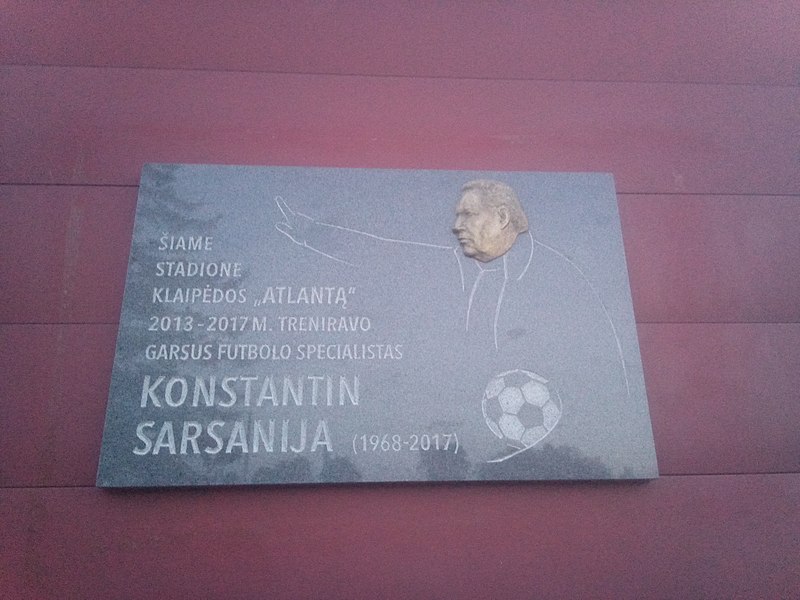 ŠIAME
STADIONE
KLAIPĖDOS „ATLANTĄ“
2013-2017 M. TRENIRAVO
GARSUS FUTBOLO SPECIALISTAS
KONSTANTIN
SARSANIJA (1968-2017)